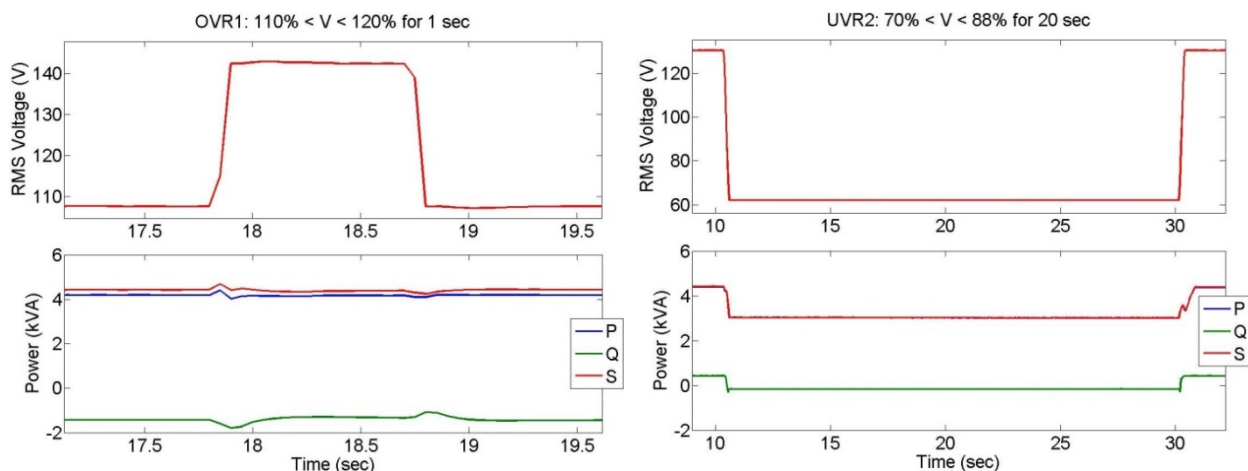 OVR1: 110% < V < 120% for 1 sec
RMS Voltage (V)
140
130
120
110
17.5
18
18.5
19
19.5
Power (kVA)
6
4
2
0
-2
17.5
18
18.5
19
19.5
Time (sec)
P
Q
S
UVR2: 70% < V < 88% for 20 sec
RMS Voltage (V)
120
100
80
60
10
15
20
25
30
Power (kVA)
6
4
2
0
-2
10
15
20
25
30
Time (sec)
P
Q
S